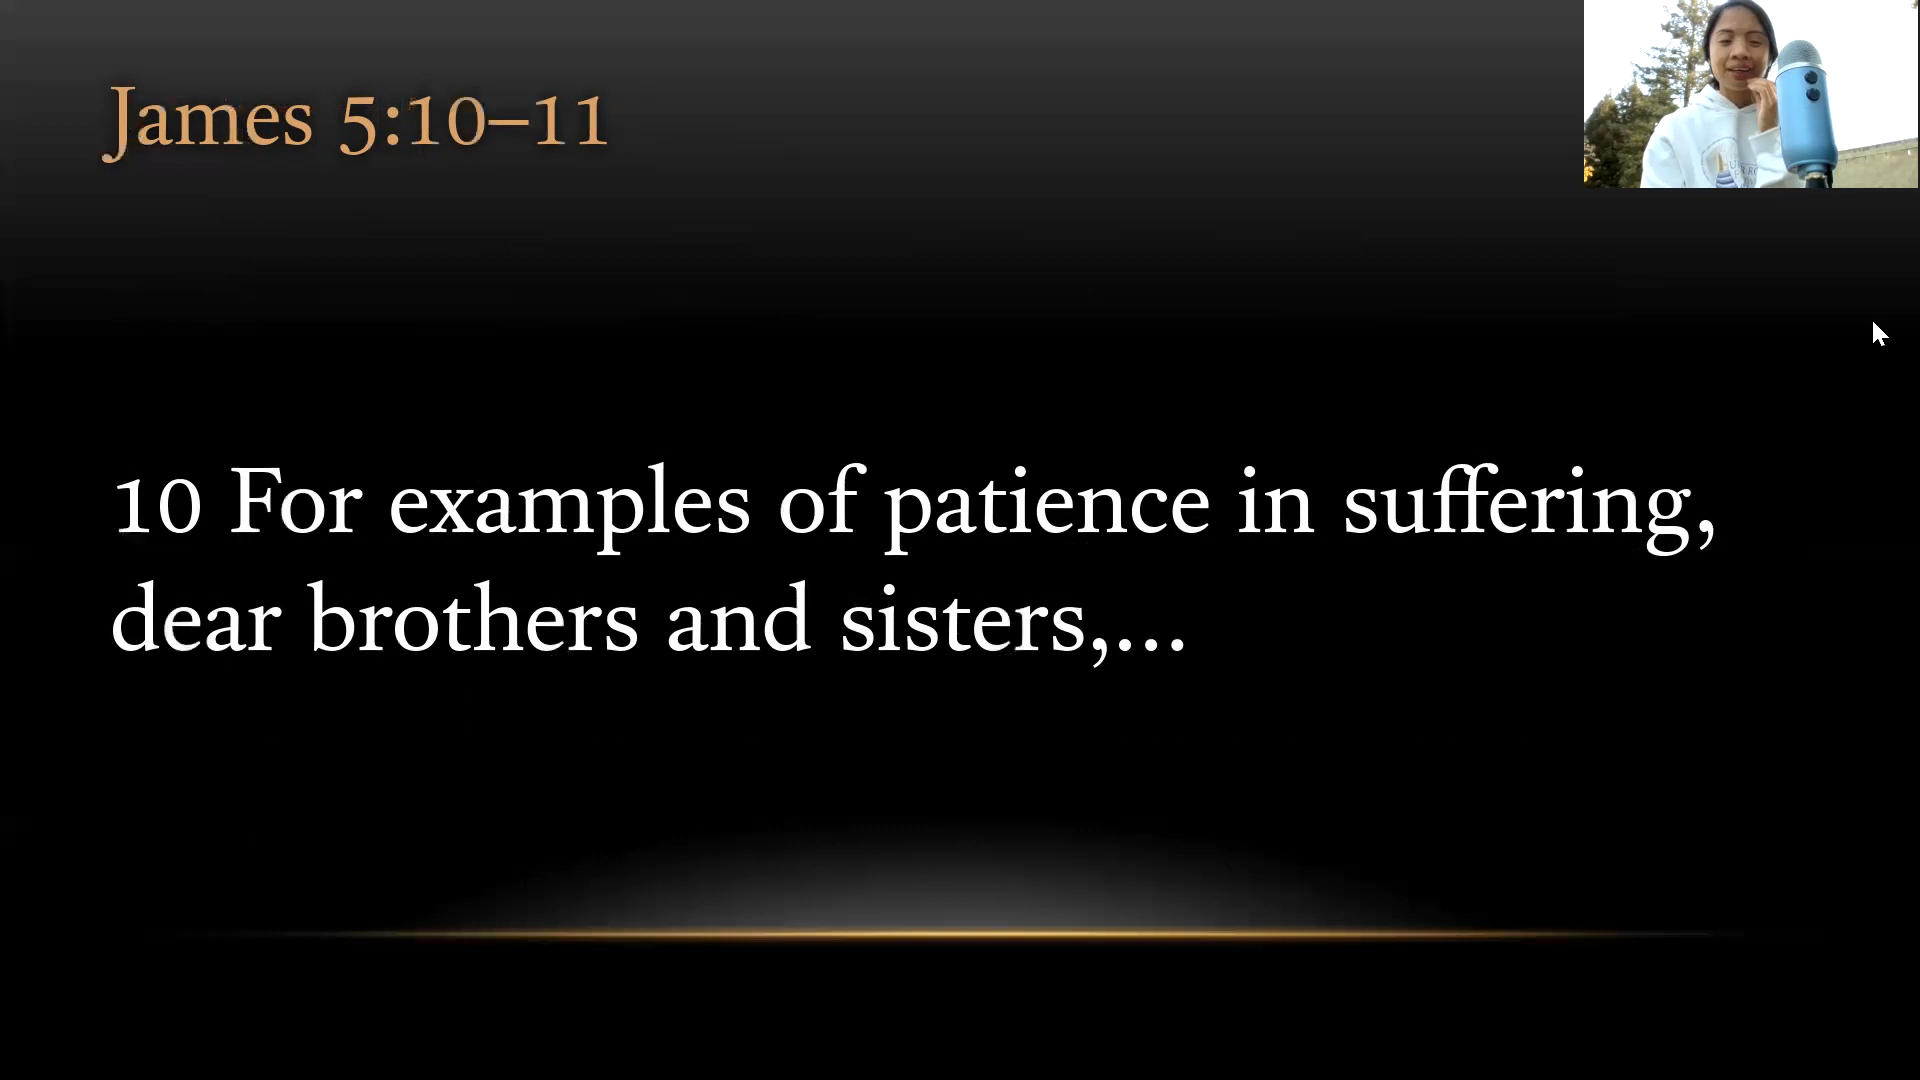 James 5:10–11
10 For examples of patience in suffering,
dear brothers and sisters,...